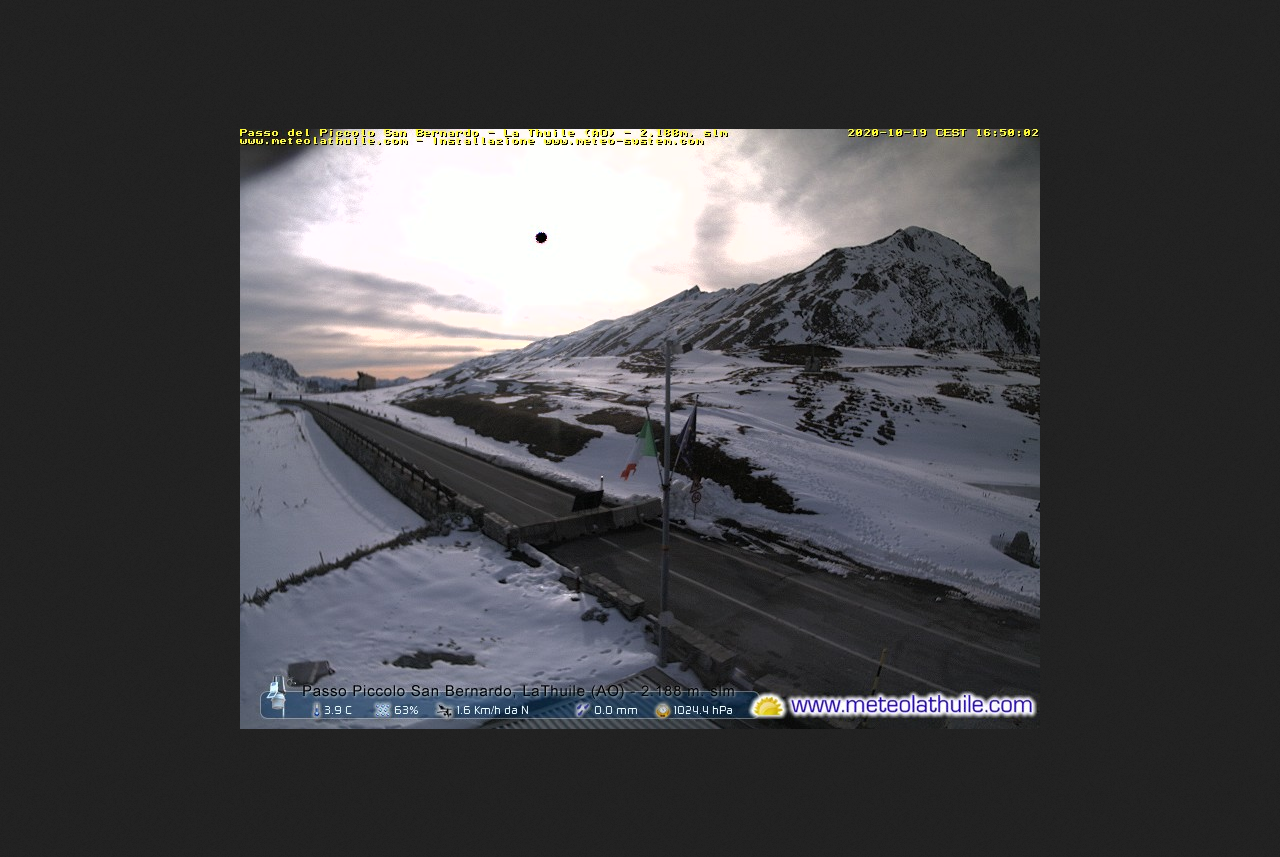 Passo del Piccolo San Bernardo - La Thuile (AO) - 2.188m. slm
2020-10-19 CEST 16:50:02
www.meteolathuile.com - Installazione www.meteo-system.com
Passo Piccolo San Bernardo, LaThuile (AO) - 2.188 m. slm
3.9 C 63% 1.6 Km/h da N 0.0 mm 1024.4 hPa
www.meteolathuile.com